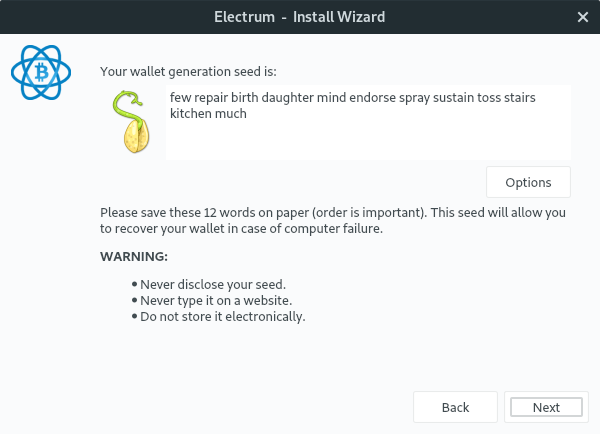 Electrum - Install Wizard
Your wallet generation seed is:
few repair birth daughter mind endorse spray sustain toss stairs
kitchen much
Options
Please save these 12 words on paper (order is important). This seed will allow you
to recover your wallet in case of computer failure.
WARNING:
• Never disclose your seed.
• Never type it on a website.
• Do not store it electronically.
Back
Next